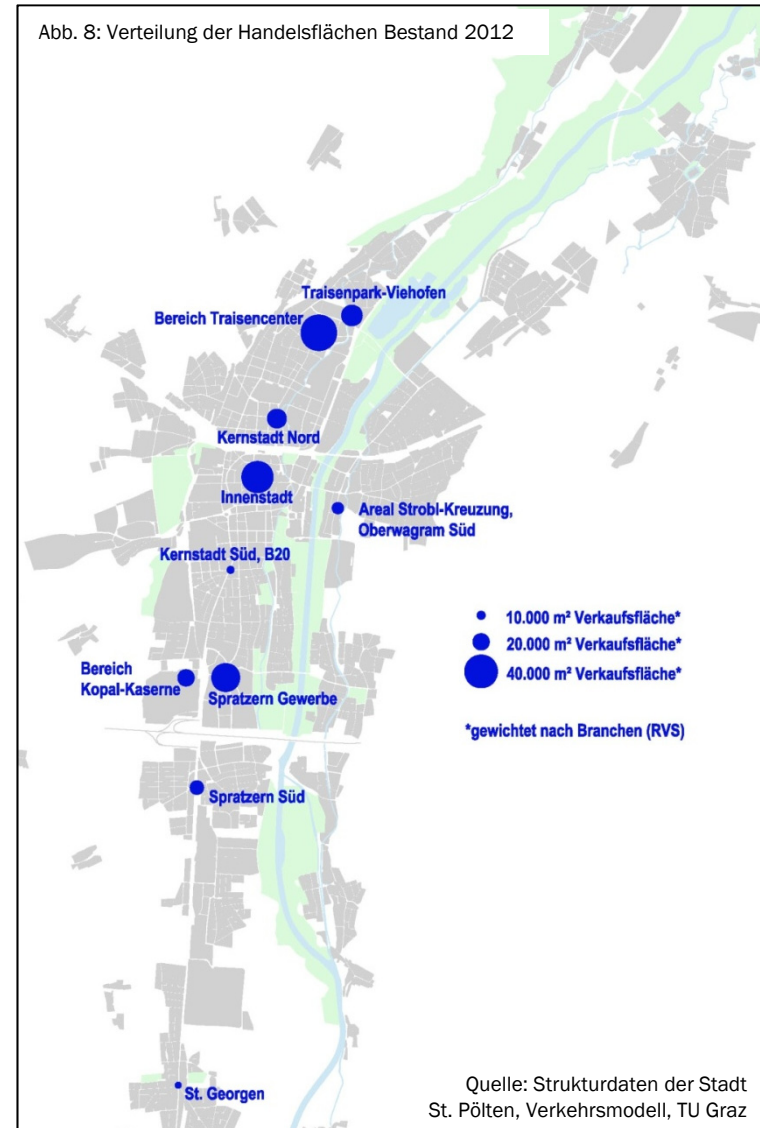 Abb. 8: Verteilung der Handelsflächen Bestand 2012
Traisenpark-Viehofen
Bereich Traisencenter
Kernstadt Nord
Innenstadt
Areal Strobl-Kreuzung,
Oberwagram Süd
Kernstadt Süd, B20
10.000 m² Verkaufsfläche*
20.000 m² Verkaufsfläche*
40.000 m² Verkaufsfläche*
Bereich
Kopal-Kaserne
Spratzern Gewerbe
*gewichtet nach Branchen (RVS)
Spratzern Süd
St. Georgen
Quelle: Strukturdaten der Stadt
St. Pölten, Verkehrsmodell, TU Graz